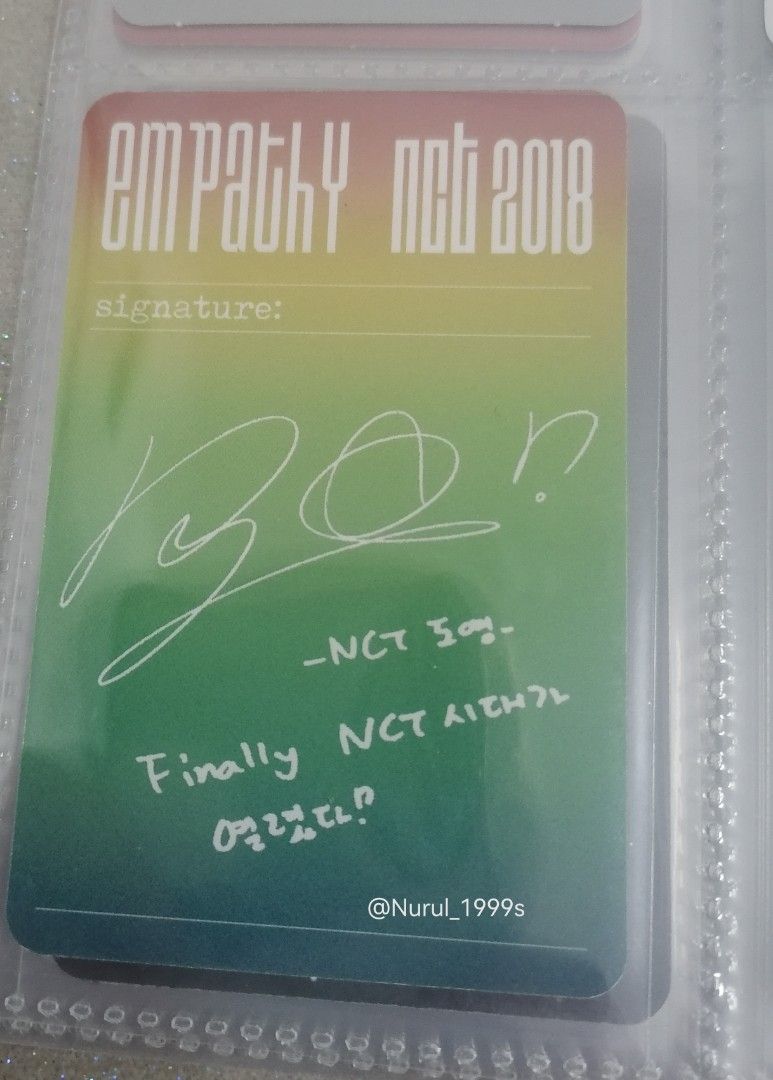 empathy nct 2018
signature:
-NCT 도영-
Finally NCT 시대가
열렸다!?
@Nurul_1999s